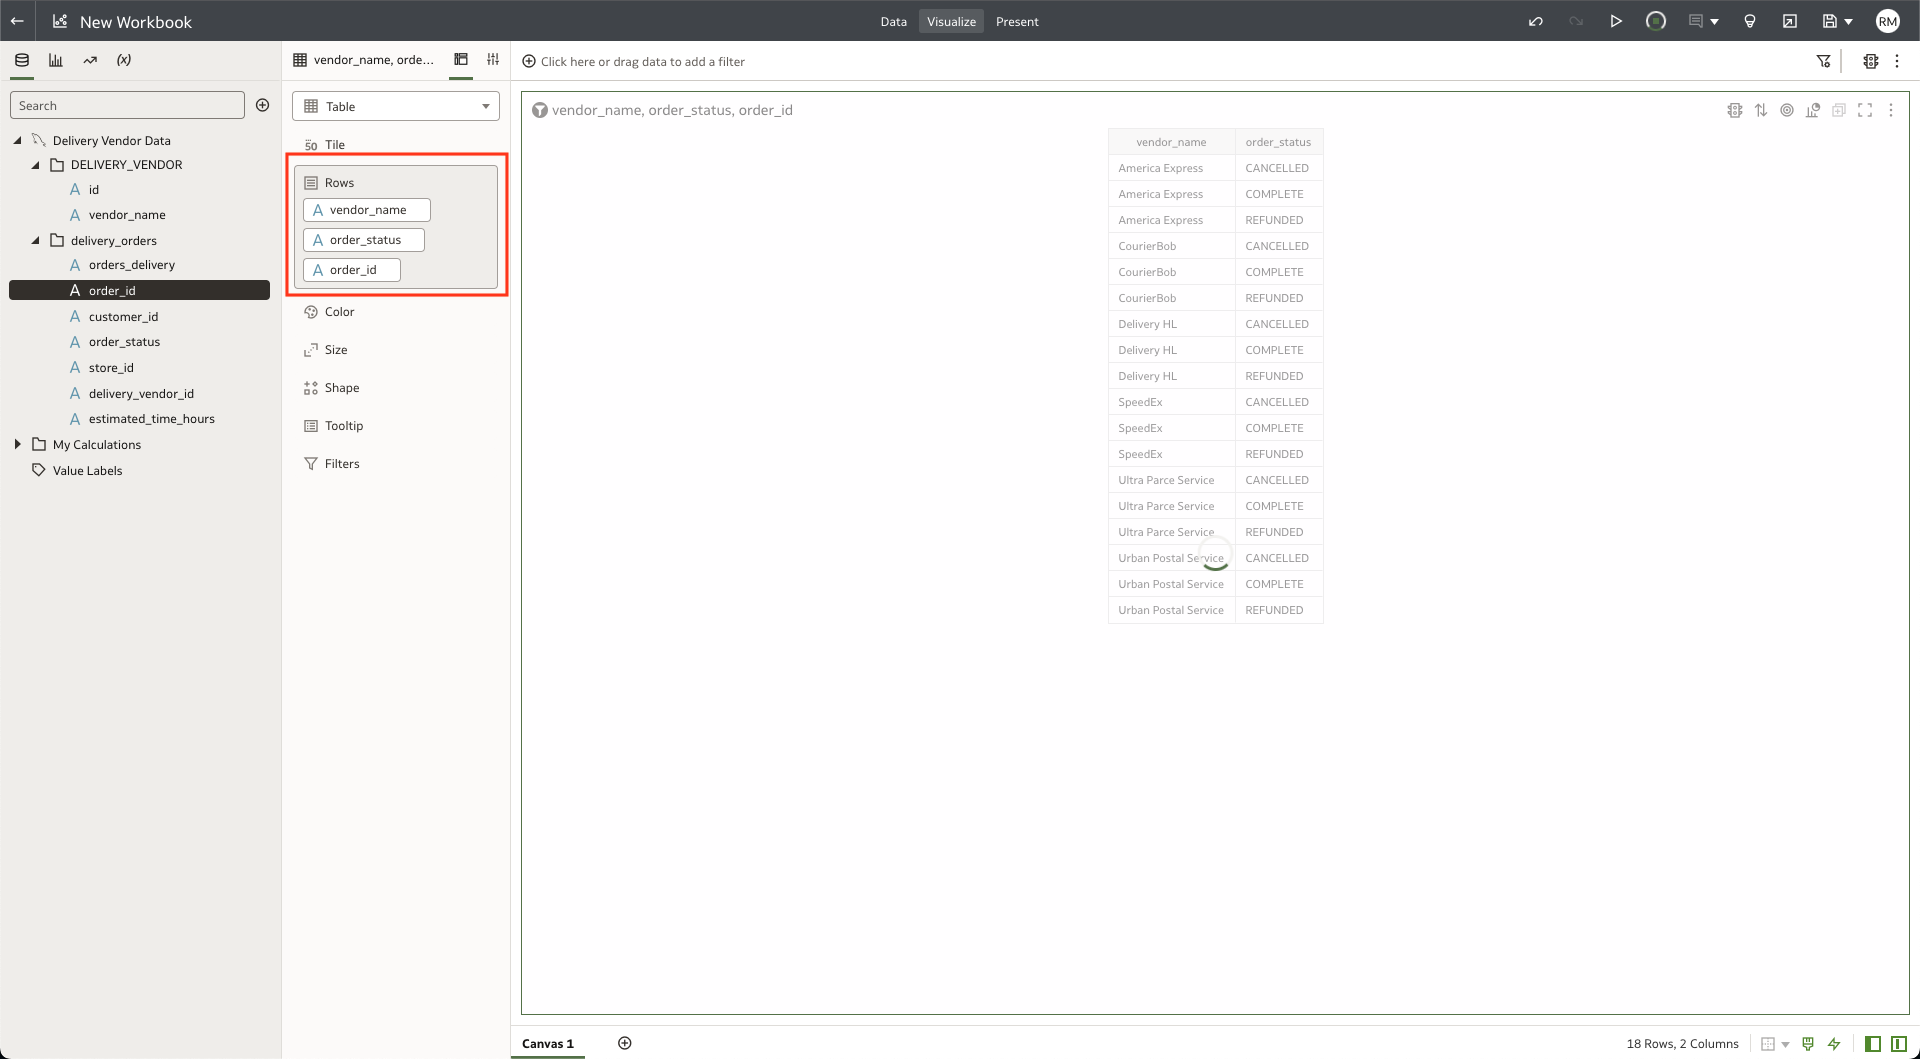 New Workbook
Data
Visualize
Present
RM
(x)
vendor_name, orde...
Click here or drag data to add a filter
Search
Table
Tile
Delivery Vendor Data
DELIVERY_VENDOR
id
vendor_name
delivery_orders
orders_delivery
order_id
customer_id
order_status
store_id
delivery_vendor_id
estimated_time_hours
My Calculations
Value Labels
Rows
vendor_name
order_status
order_id
Color
Size
Shape
Tooltip
Filters
vendor_name, order_status, order_id
vendor_name order_status
America Express CANCELLED
America Express COMPLETE
America Express REFUNDED
CourierBob CANCELLED
CourierBob COMPLETE
CourierBob REFUNDED
Delivery HL CANCELLED
Delivery HL COMPLETE
Delivery HL REFUNDED
SpeedEx CANCELLED
SpeedEx COMPLETE
SpeedEx REFUNDED
Ultra Parce Service CANCELLED
Ultra Parce Service COMPLETE
Ultra Parce Service REFUNDED
Urban Postal Service CANCELLED
Urban Postal Service COMPLETE
Urban Postal Service REFUNDED
Canvas 1
18 Rows, 2 Columns